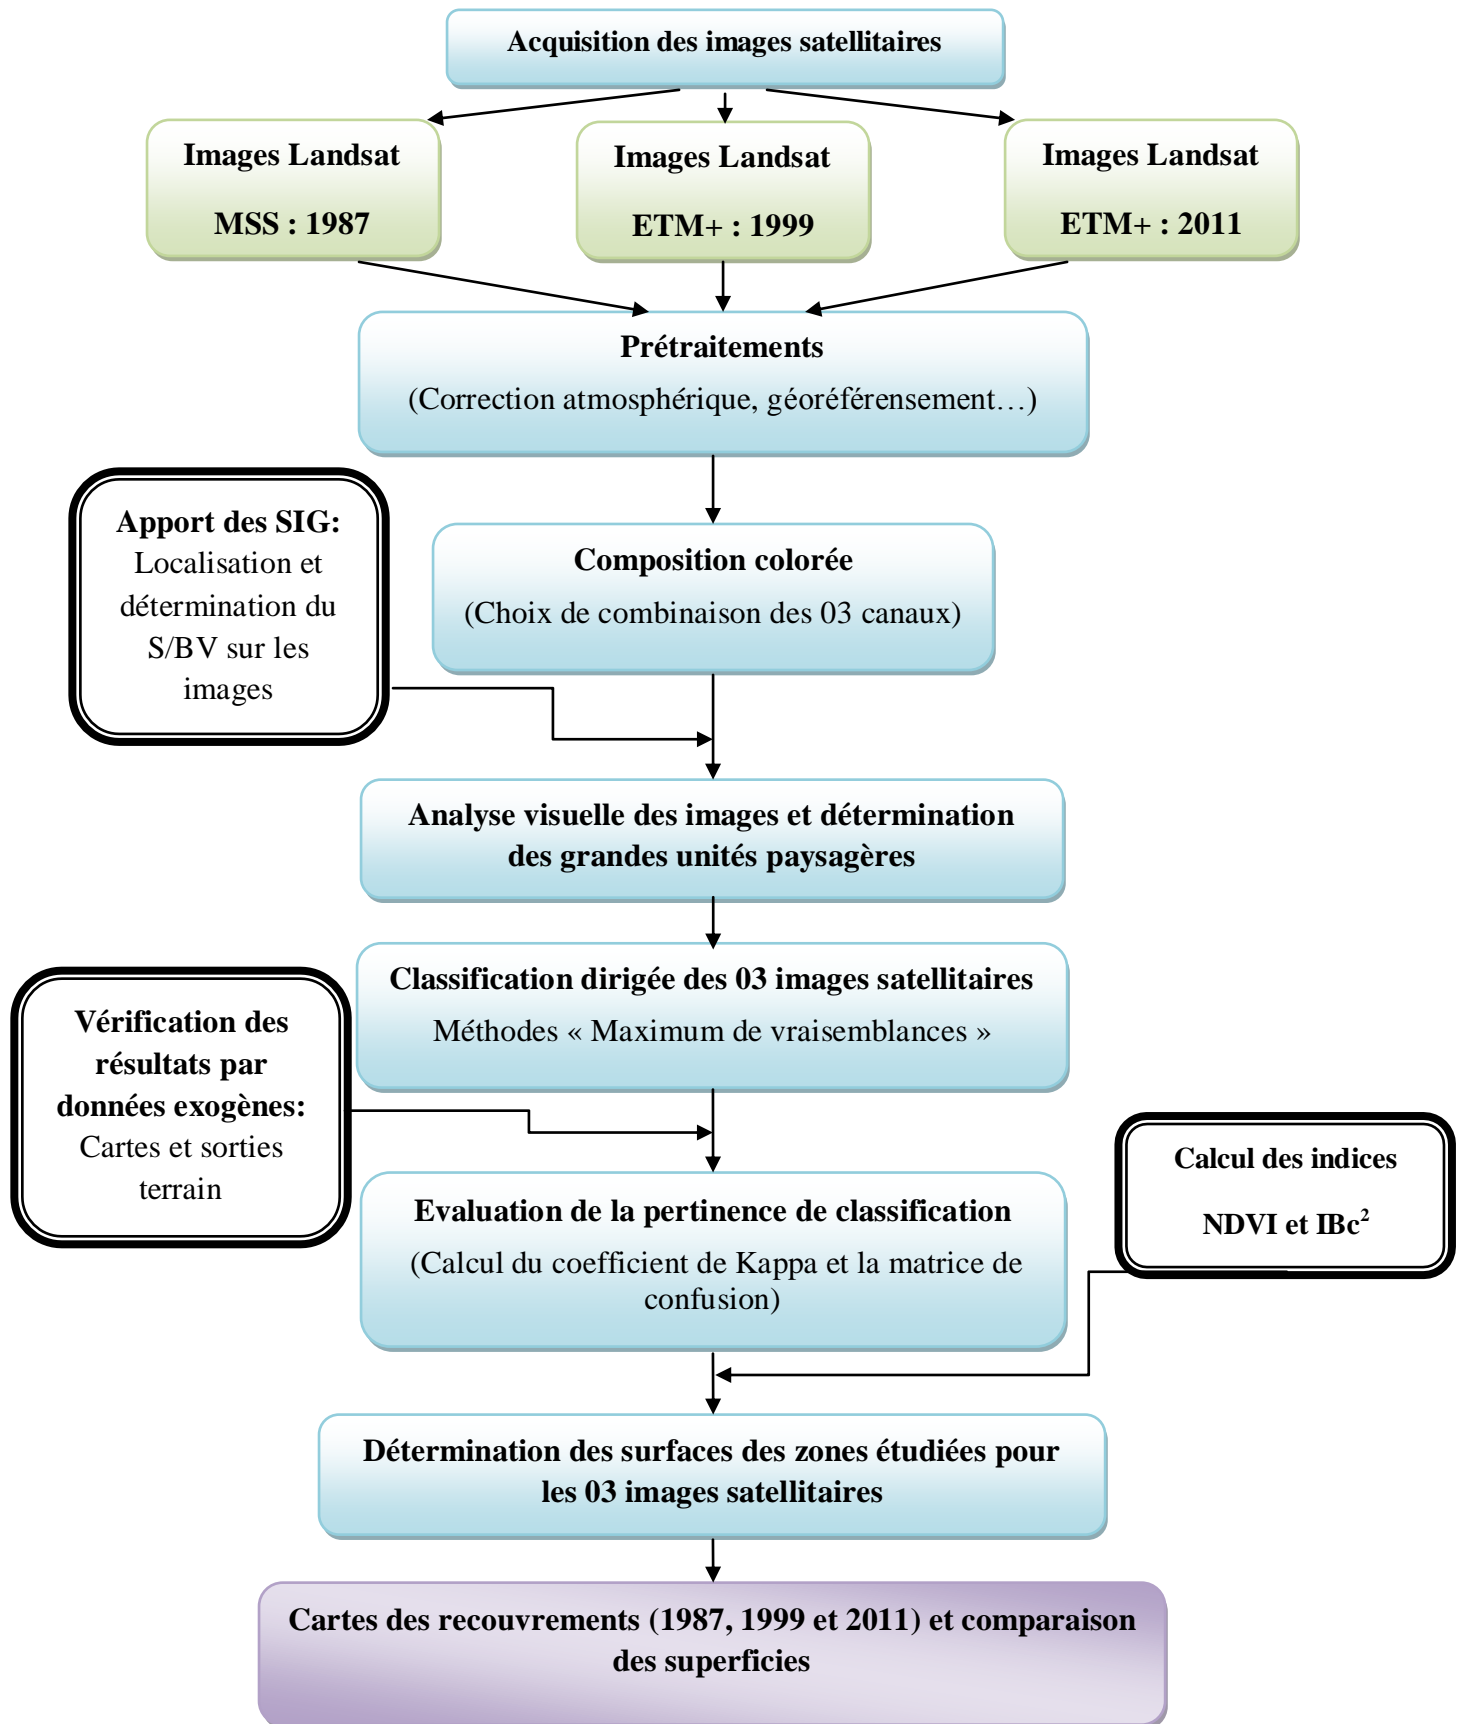 Acquisition des images satellitaires
Images Landsat
MSS : 1987
Images Landsat
ETM+ : 1999
Images Landsat
ETM+ : 2011
Prétraitements
(Correction atmosphérique, géoréférensement…)
Apport des SIG:
Localisation et
détermination du
S/BV sur les
images
Composition colorée
(Choix de combinaison des 03 canaux)
Analyse visuelle des images et détermination
des grandes unités paysagères
Classification dirigée des 03 images satellitaires
Méthodes « Maximum de vraisemblances »
Vérification des
résultats par
données exogènes:
Cartes et sorties
terrain
Evaluation de la pertinence de classification
(Calcul du coefficient de Kappa et la matrice de
confusion)
Calcul des indices
NDVI et IBc²
Détermination des surfaces des zones étudiées pour
les 03 images satellitaires
Cartes des recouvrements (1987, 1999 et 2011) et comparaison
des superficies